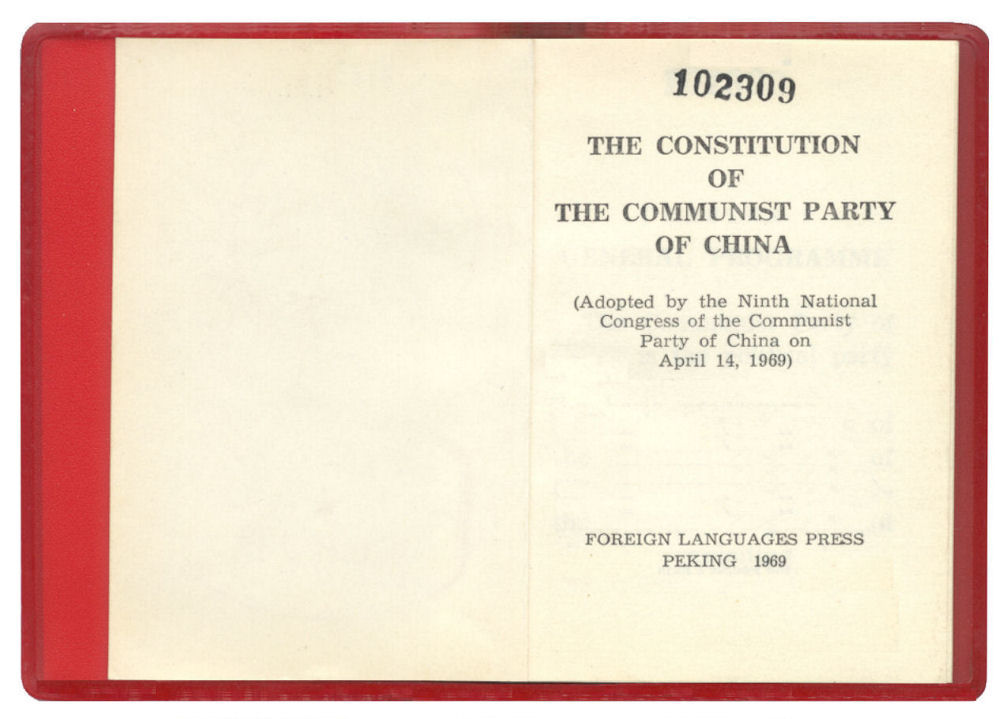 102309
THE CONSTITUTION
OF
THE COMMUNIST PARTY
OF CHINA
(Adopted by the Ninth National
Congress of the Communist
Party of China on
April 14, 1969)
FOREIGN LANGUAGES PRESS
PEKING 1969